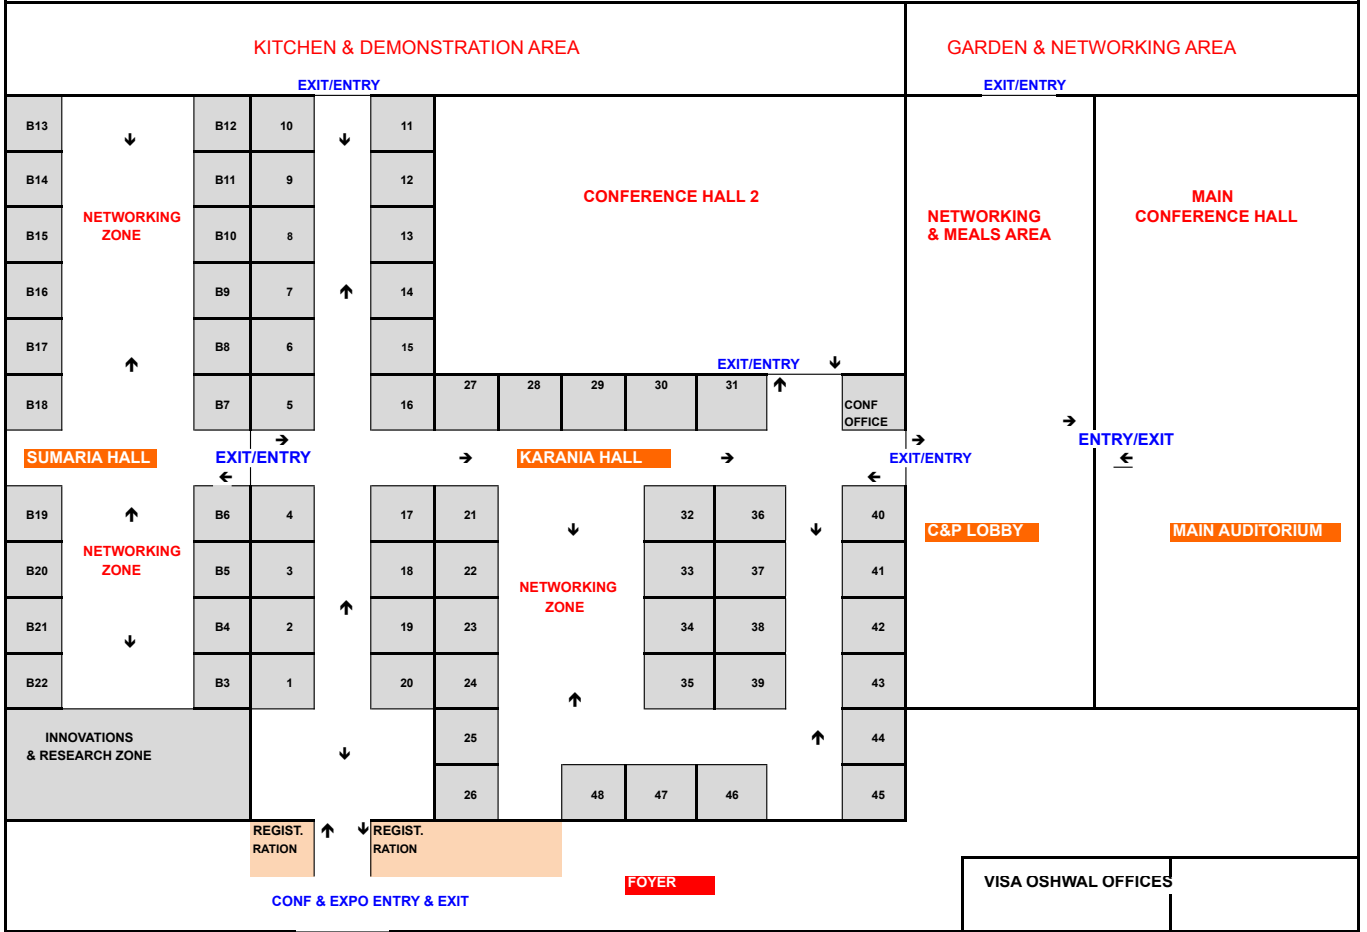 KITCHEN & DEMONSTRATION AREA
GARDEN & NETWORKING AREA
EXIT/ENTRY
EXIT/ENTRY
B13
B12
10
11
B14
B11
9
12
CONFERENCE HALL 2
MAIN
CONFERENCE HALL
NETWORKING
ZONE
NETWORKING
& MEALS AREA
B15
B10
8
13
B16
B9
7
14
B17
B8
6
15
EXIT/ENTRY
27
28
29
30
31
B18
B7
5
16
CONF
OFFICE
SUMARIA HALL
EXIT/ENTRY
KARANIA HALL
EXIT/ENTRY
ENTRY/EXIT
B19
B6
4
17
21
32
36
40
C&P LOBBY
MAIN AUDITORIUM
NETWORKING
ZONE
B20
B5
3
18
22
33
37
41
NETWORKING
ZONE
B21
B4
2
19
23
34
38
42
B22
B3
1
20
24
35
39
43
INNOVATIONS
& RESEARCH ZONE
25
44
26
48
47
46
45
REGIST.
RATION
REGIST.
RATION
FOYER
VISA OSHWAL OFFICES
CONF & EXPO ENTRY & EXIT